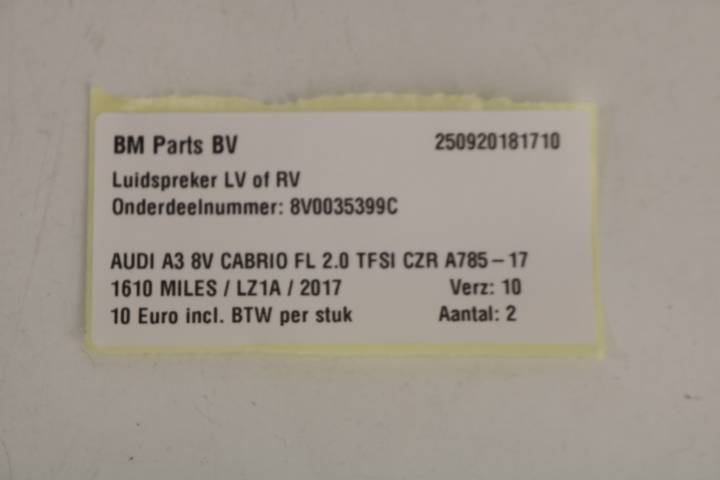 BM Parts BV 250920181710
Luidspreker LV of RV
Onderdeelnummer: 8V0035399C
AUDI A3 8V CABRIO FL 2.0 TFSI CZR A785-17
1610 MILES / LZ1A / 2017 Verz: 10
10 Euro incl. BTW per stuk Aantal: 2